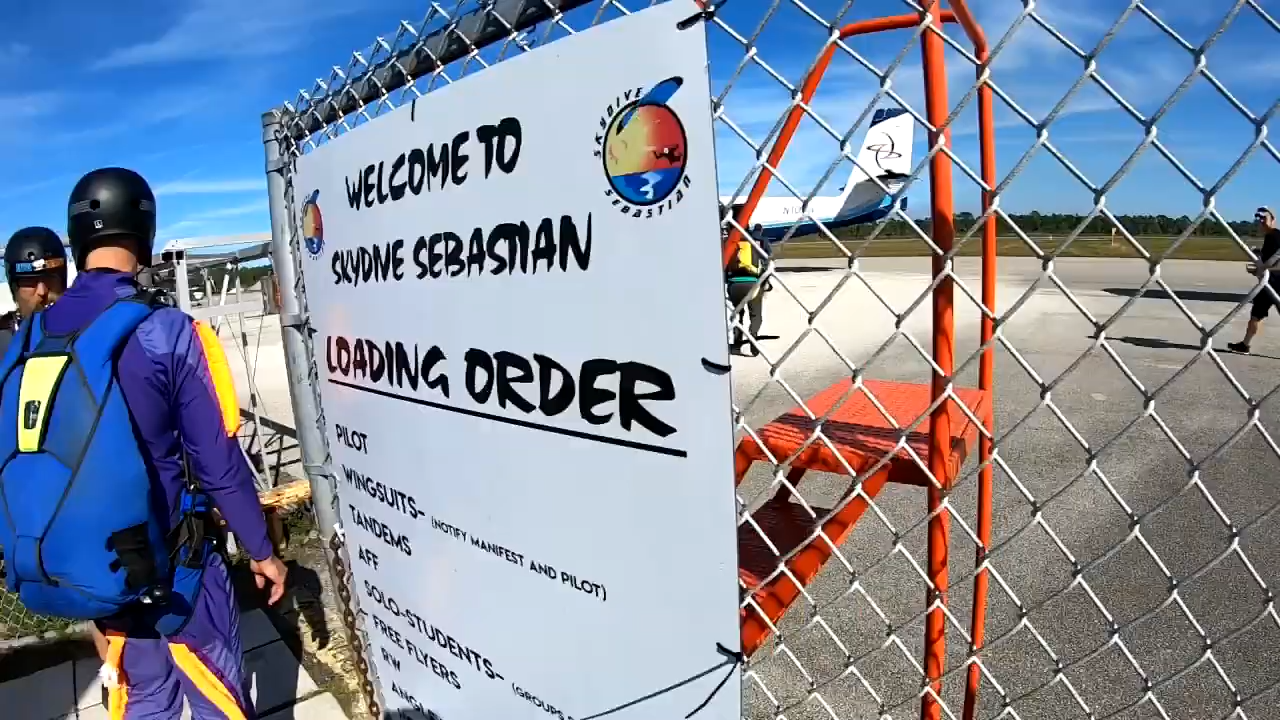 WELCOME TO
SKYDIVE SEBASTIAN
SKYDIVE
SEBASTIAN
LOADING ORDER
PILOT
WINGSUITS- (NOTIFY MANIFEST AND PILOT)
TANDEMS
AFF
SOLO-STUDENTS-
FREE FLYERS
RW